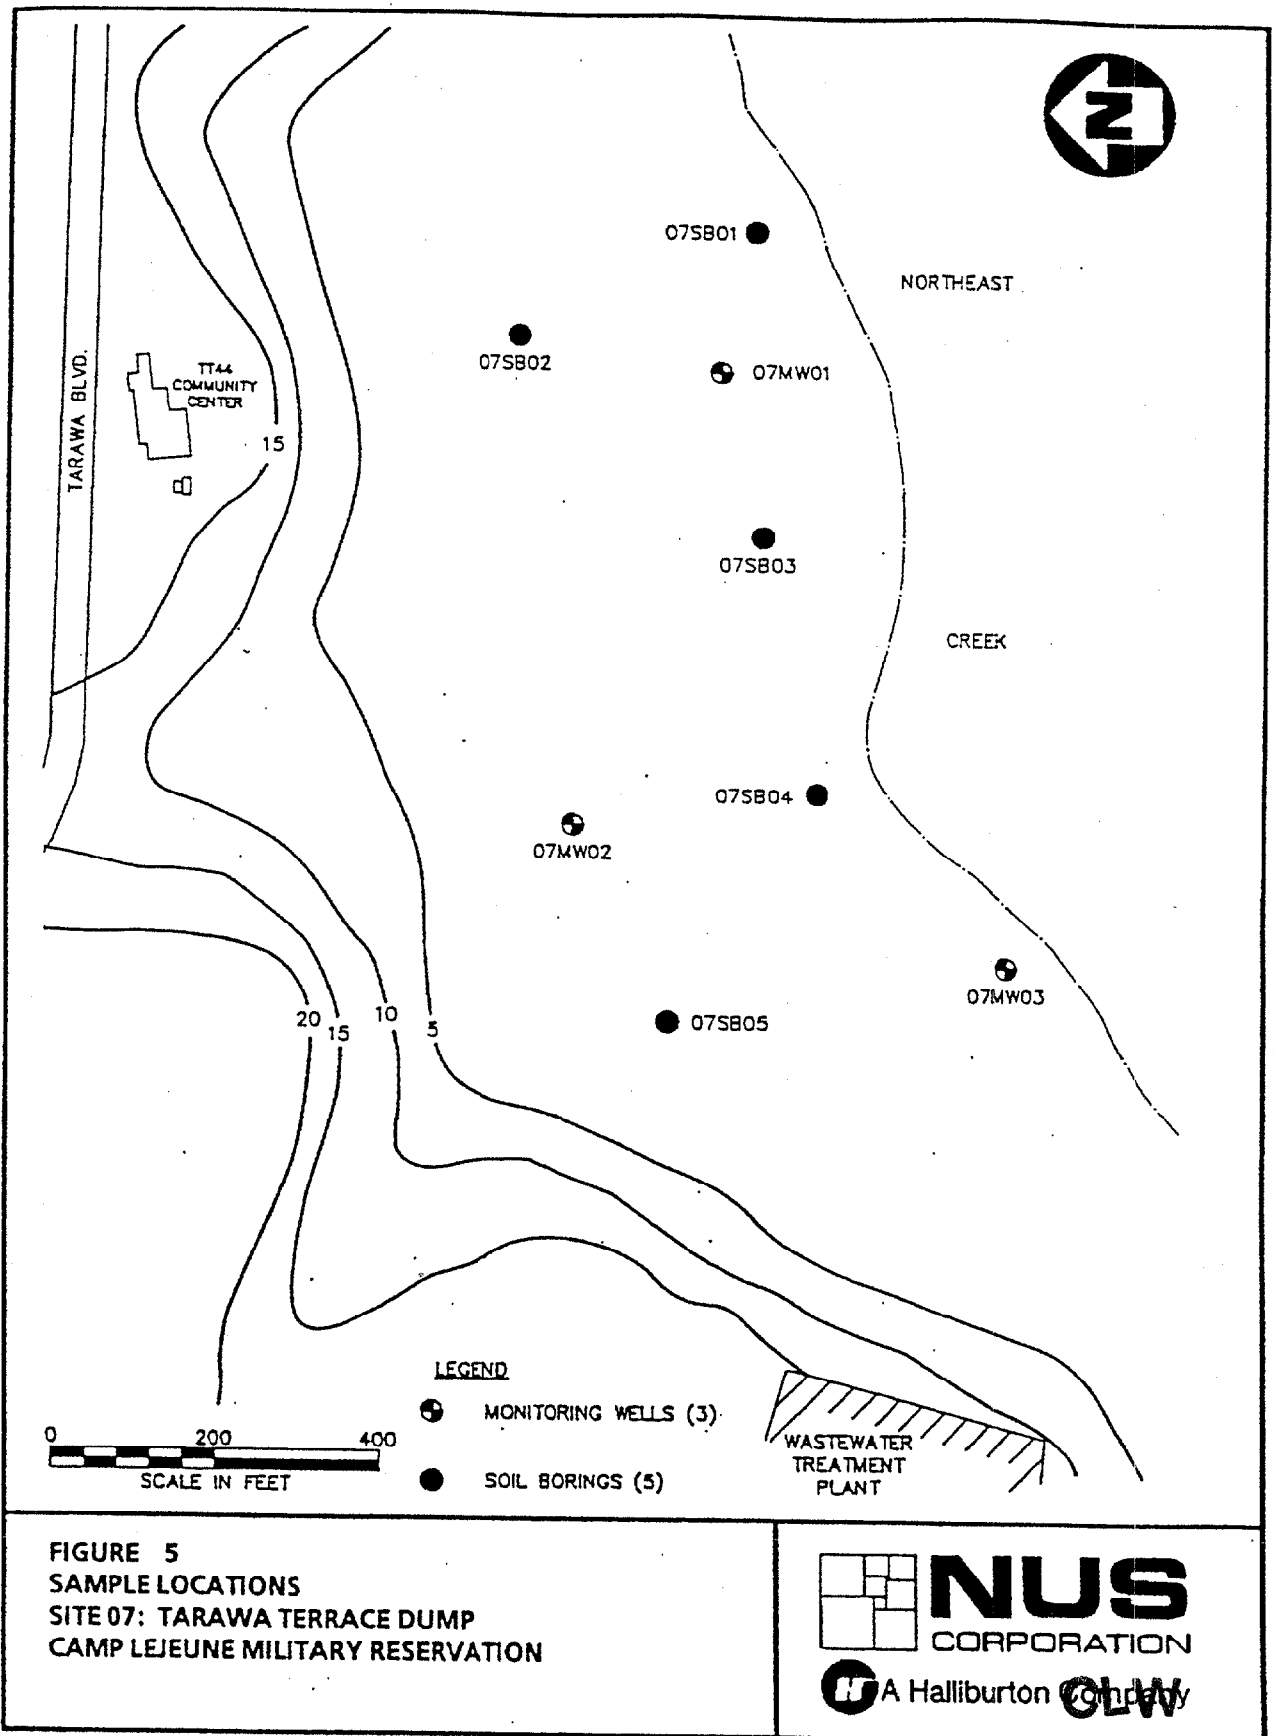 N
07SB01
NORTHEAST
07SB02
TT44
COMMUNITY
CENTER
07MW01
TARAWA BLVD.
15
07SB03
CREEK
07SB04
07MW02
07MW03
20
15
10
5
07SB05
LEGEND
MONITORING WELLS (3)
SOIL BORINGS (5)
0 200 400
SCALE IN FEET
WASTEWATER
TREATMENT
PLANT
FIGURE 5
SAMPLE LOCATIONS
SITE 07: TARAWA TERRACE DUMP
CAMP LEJEUNE MILITARY RESERVATION
NUS
CORPORATION
A Halliburton Company
CLW